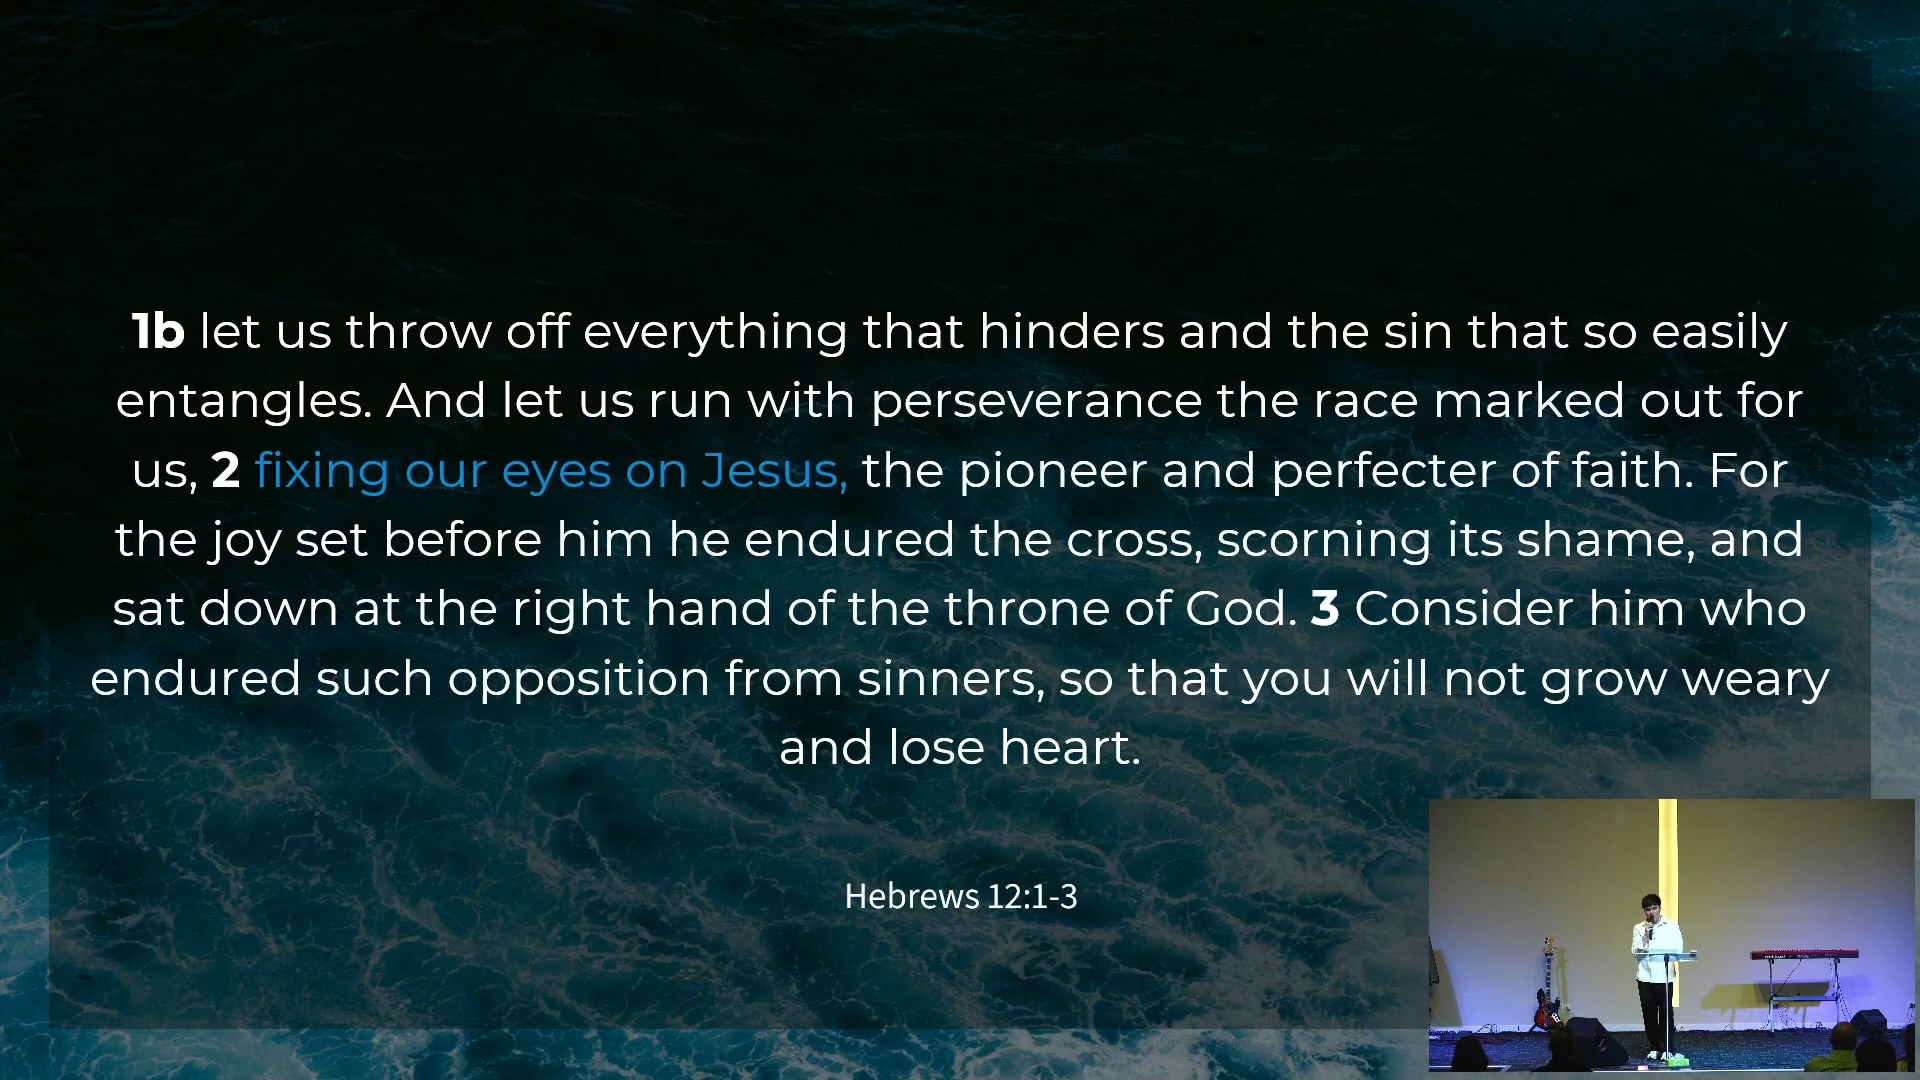 1b let us throw off everything that hinders and the sin that so easily
entangles. And let us run with perseverance the race marked out for
us, 2 fixing our eyes on Jesus, the pioneer and perfecter of faith. For
the joy set before him he endured the cross, scorning its shame, and
sat down at the right hand of the throne of God. 3 Consider him who
endured such opposition from sinners, so that you will not grow weary
and lose heart.
Hebrews 12:1-3